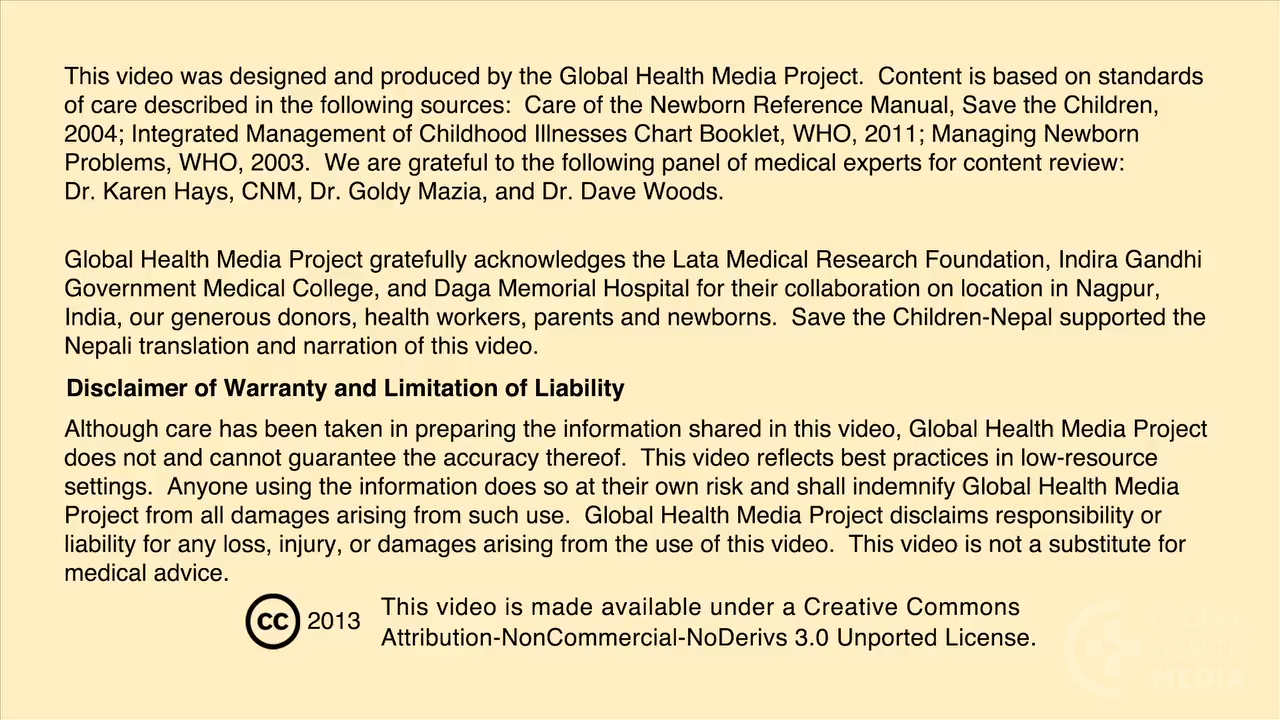 This video was designed and produced by the Global Health Media Project.  Content is based on standards
of care described in the following sources:  Care of the Newborn Reference Manual, Save the Children,
2004; Integrated Management of Childhood Illnesses Chart Booklet, WHO, 2011; Managing Newborn
Problems, WHO, 2003.  We are grateful to the following panel of medical experts for content review:
Dr. Karen Hays, CNM, Dr. Goldy Mazia, and Dr. Dave Woods.
Global Health Media Project gratefully acknowledges the Lata Medical Research Foundation, Indira Gandhi
Government Medical College, and Daga Memorial Hospital for their collaboration on location in Nagpur,
India, our generous donors, health workers, parents and newborns.  Save the Children-Nepal supported the
Nepali translation and narration of this video.
Disclaimer of Warranty and Limitation of Liability
Although care has been taken in preparing the information shared in this video, Global Health Media Project
does not and cannot guarantee the accuracy thereof.  This video reflects best practices in low-resource
settings.  Anyone using the information does so at their own risk and shall indemnify Global Health Media
Project from all damages arising from such use.  Global Health Media Project disclaims responsibility or
liability for any loss, injury, or damages arising from the use of this video.  This video is not a substitute for
medical advice.
cc 2013 This video is made available under a Creative Commons
Attribution-NonCommercial-NoDerivs 3.0 Unported License.
GLOBAL
HEALTH
MEDIA